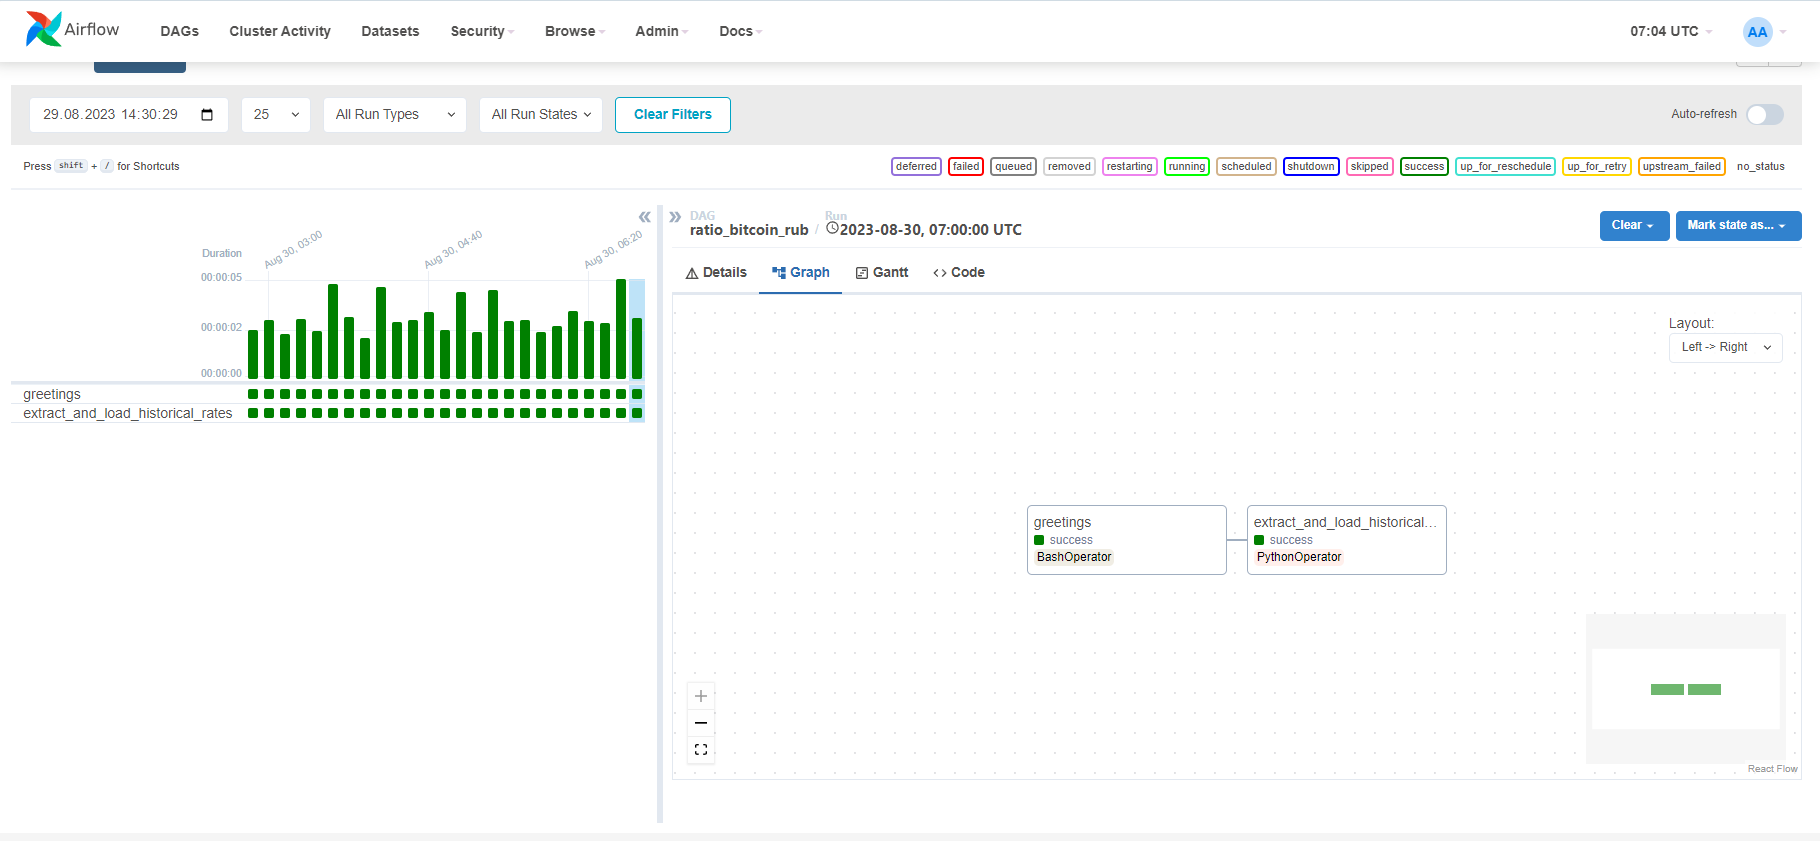 Airflow DAGs Cluster Activity Datasets Security Browse Admin Docs 07:04 UTC AA
29.08.2023 14:30:29 25 All Run Types All Run States Clear Filters Auto-refresh
Press shift + / for Shortcuts deferred failed queued removed restarting running scheduled shutdown skipped success up_for_reschedule up_for_retry upstream_failed no_status
Duration
Aug 30, 03:00
Aug 30, 04:40
Aug 30, 06:20
00:00:05
00:00:02
00:00:00
greetings
extract_and_load_historical_rates
DAG
ratio_bitcoin_rub /
Run
2023-08-30, 07:00:00 UTC
Clear
Mark state as...
Details Graph Gantt Code
Layout:
Left -> Right
greetings
success
BashOperator
extract_and_load_historical...
success
PythonOperator
React Flow